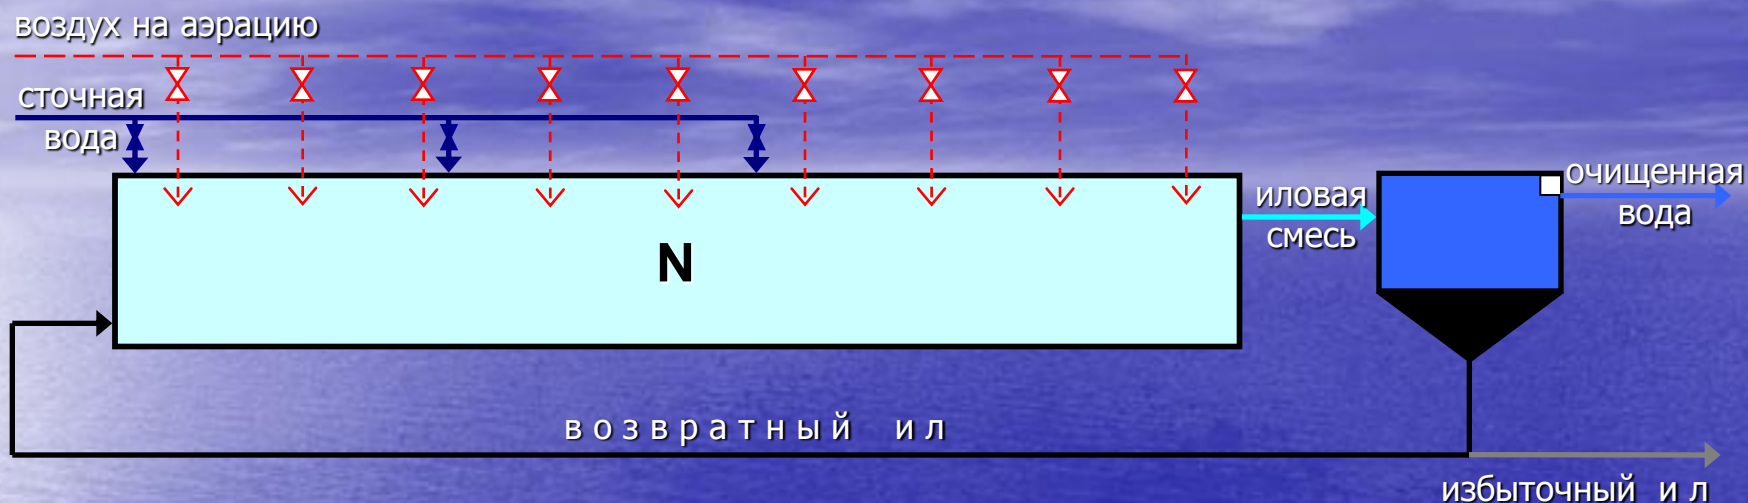 воздух на аэрацию
сточная
вода
очищенная
вода
иловая
смесь
N
возвратный ил
избыточный ил